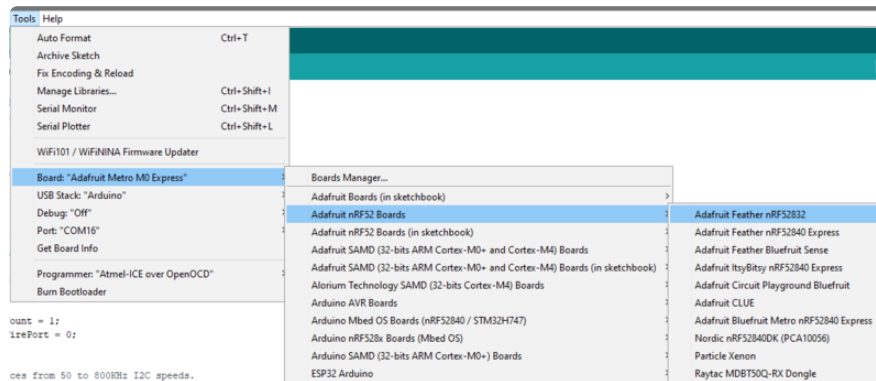 Tools Help
Auto Format Ctrl+T
Archive Sketch
Fix Encoding & Reload
Manage Libraries... Ctrl+Shift+I
Serial Monitor Ctrl+Shift+M
Serial Plotter Ctrl+Shift+L
WiFi101 / WiFiNINA Firmware Updater
Board: "Adafruit Metro M0 Express"
USB Stack: "Arduino"
Debug: "Off"
Port: "COM16"
Get Board Info
Programmer: "Atmel-ICE over OpenOCD"
Burn Bootloader
Boards Manager...
Adafruit Boards (in sketchbook)
Adafruit nRF52 Boards
Adafruit nRF52 Boards (in sketchbook)
Adafruit SAMD (32-bits ARM Cortex-M0+ and Cortex-M4) Boards
Adafruit SAMD (32-bits ARM Cortex-M0+ and Cortex-M4) Boards (in sketchbook)
Alorium Technology SAMD (32-bits Cortex-M4) Boards
Arduino AVR Boards
Arduino Mbed OS Boards (nRF52840 / STM32H747)
Arduino nRF528x Boards (Mbed OS)
Arduino SAMD (32-bits ARM Cortex-M0+) Boards
ESP32 Arduino
Adafruit Feather nRF52832
Adafruit Feather nRF52840 Express
Adafruit Feather Bluefruit Sense
Adafruit ItsyBitsy nRF52840 Express
Adafruit Circuit Playground Bluefruit
Adafruit CLUE
Adafruit Bluefruit Metro nRF52840 Express
Nordic nRF52840DK (PCA10056)
Particle Xenon
Raytac MDBT50Q-RX Dongle
ount = 1;
irePort = 0;
ces from 50 to 800KHz I2C speeds.